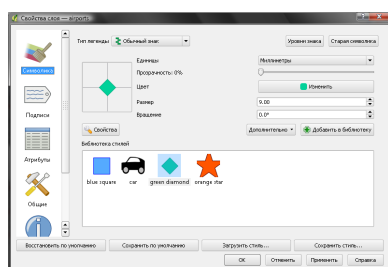 Свойства слоя — airports
Тип легенды Обычный знак Уровни знака Старая символика
Символика
Единицы Миллиметры
Прозрачность: 0%
Цвет Изменить
Размер 9.00
Вращение 0.0°
Подписи
Свойства Дополнительно Добавить в библиотеку
Библиотека стилей
Атрибуты
blue square car green diamond orange star
Общие
Восстановить по умолчанию Сохранить по умолчанию Загрузить стиль... Сохранить стиль...
OK Отменить Применить Справка